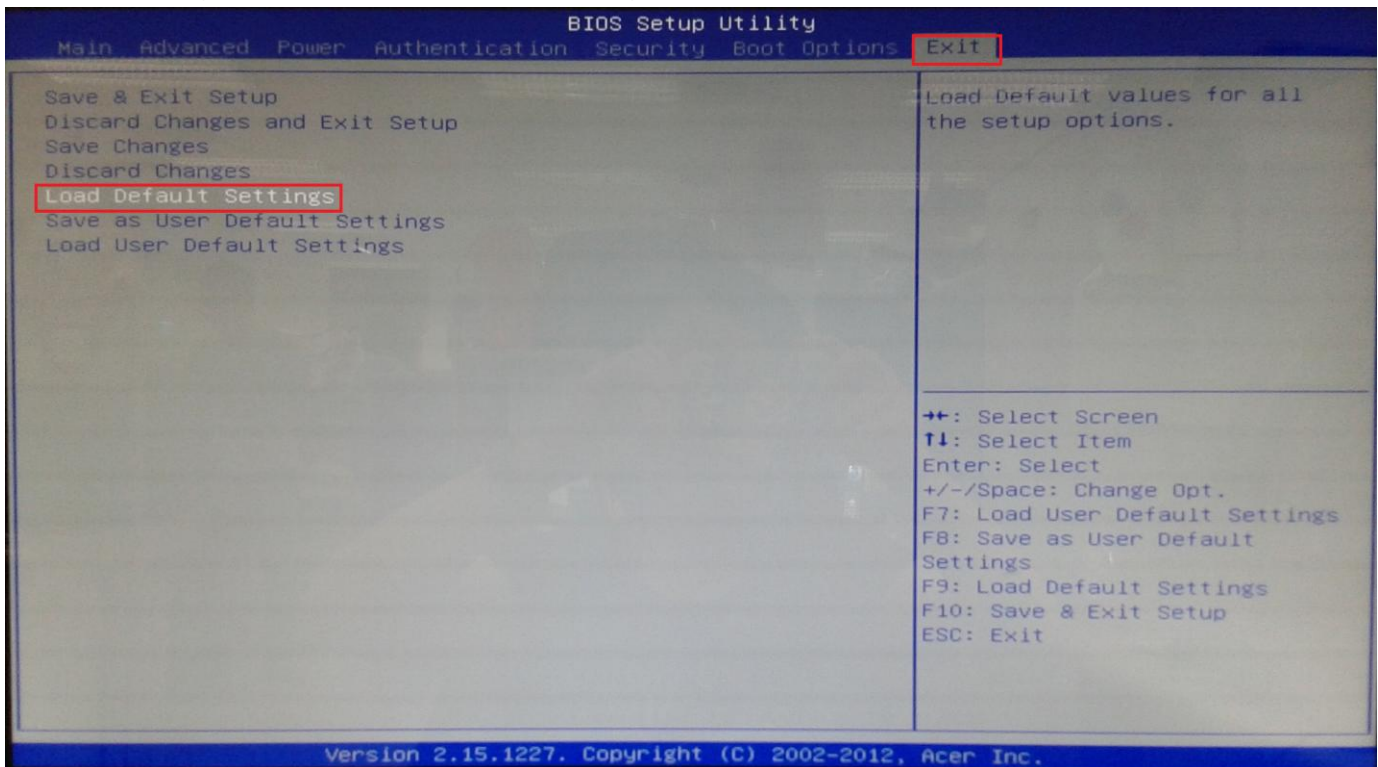 BIOS Setup Utility
Main Advanced Power Authentication Security Boot Options Exit
Save & Exit Setup
Discard Changes and Exit Setup
Save Changes
Discard Changes
Load Default Settings
Save as User Default Settings
Load User Default Settings
Load Default values for all
the setup options.
→←: Select Screen
↑↓: Select Item
Enter: Select
+/-/Space: Change Opt.
F7: Load User Default Settings
F8: Save as User Default
Settings
F9: Load Default Settings
F10: Save & Exit Setup
ESC: Exit
Version 2.15.1227. Copyright (C) 2002-2012, Acer Inc.